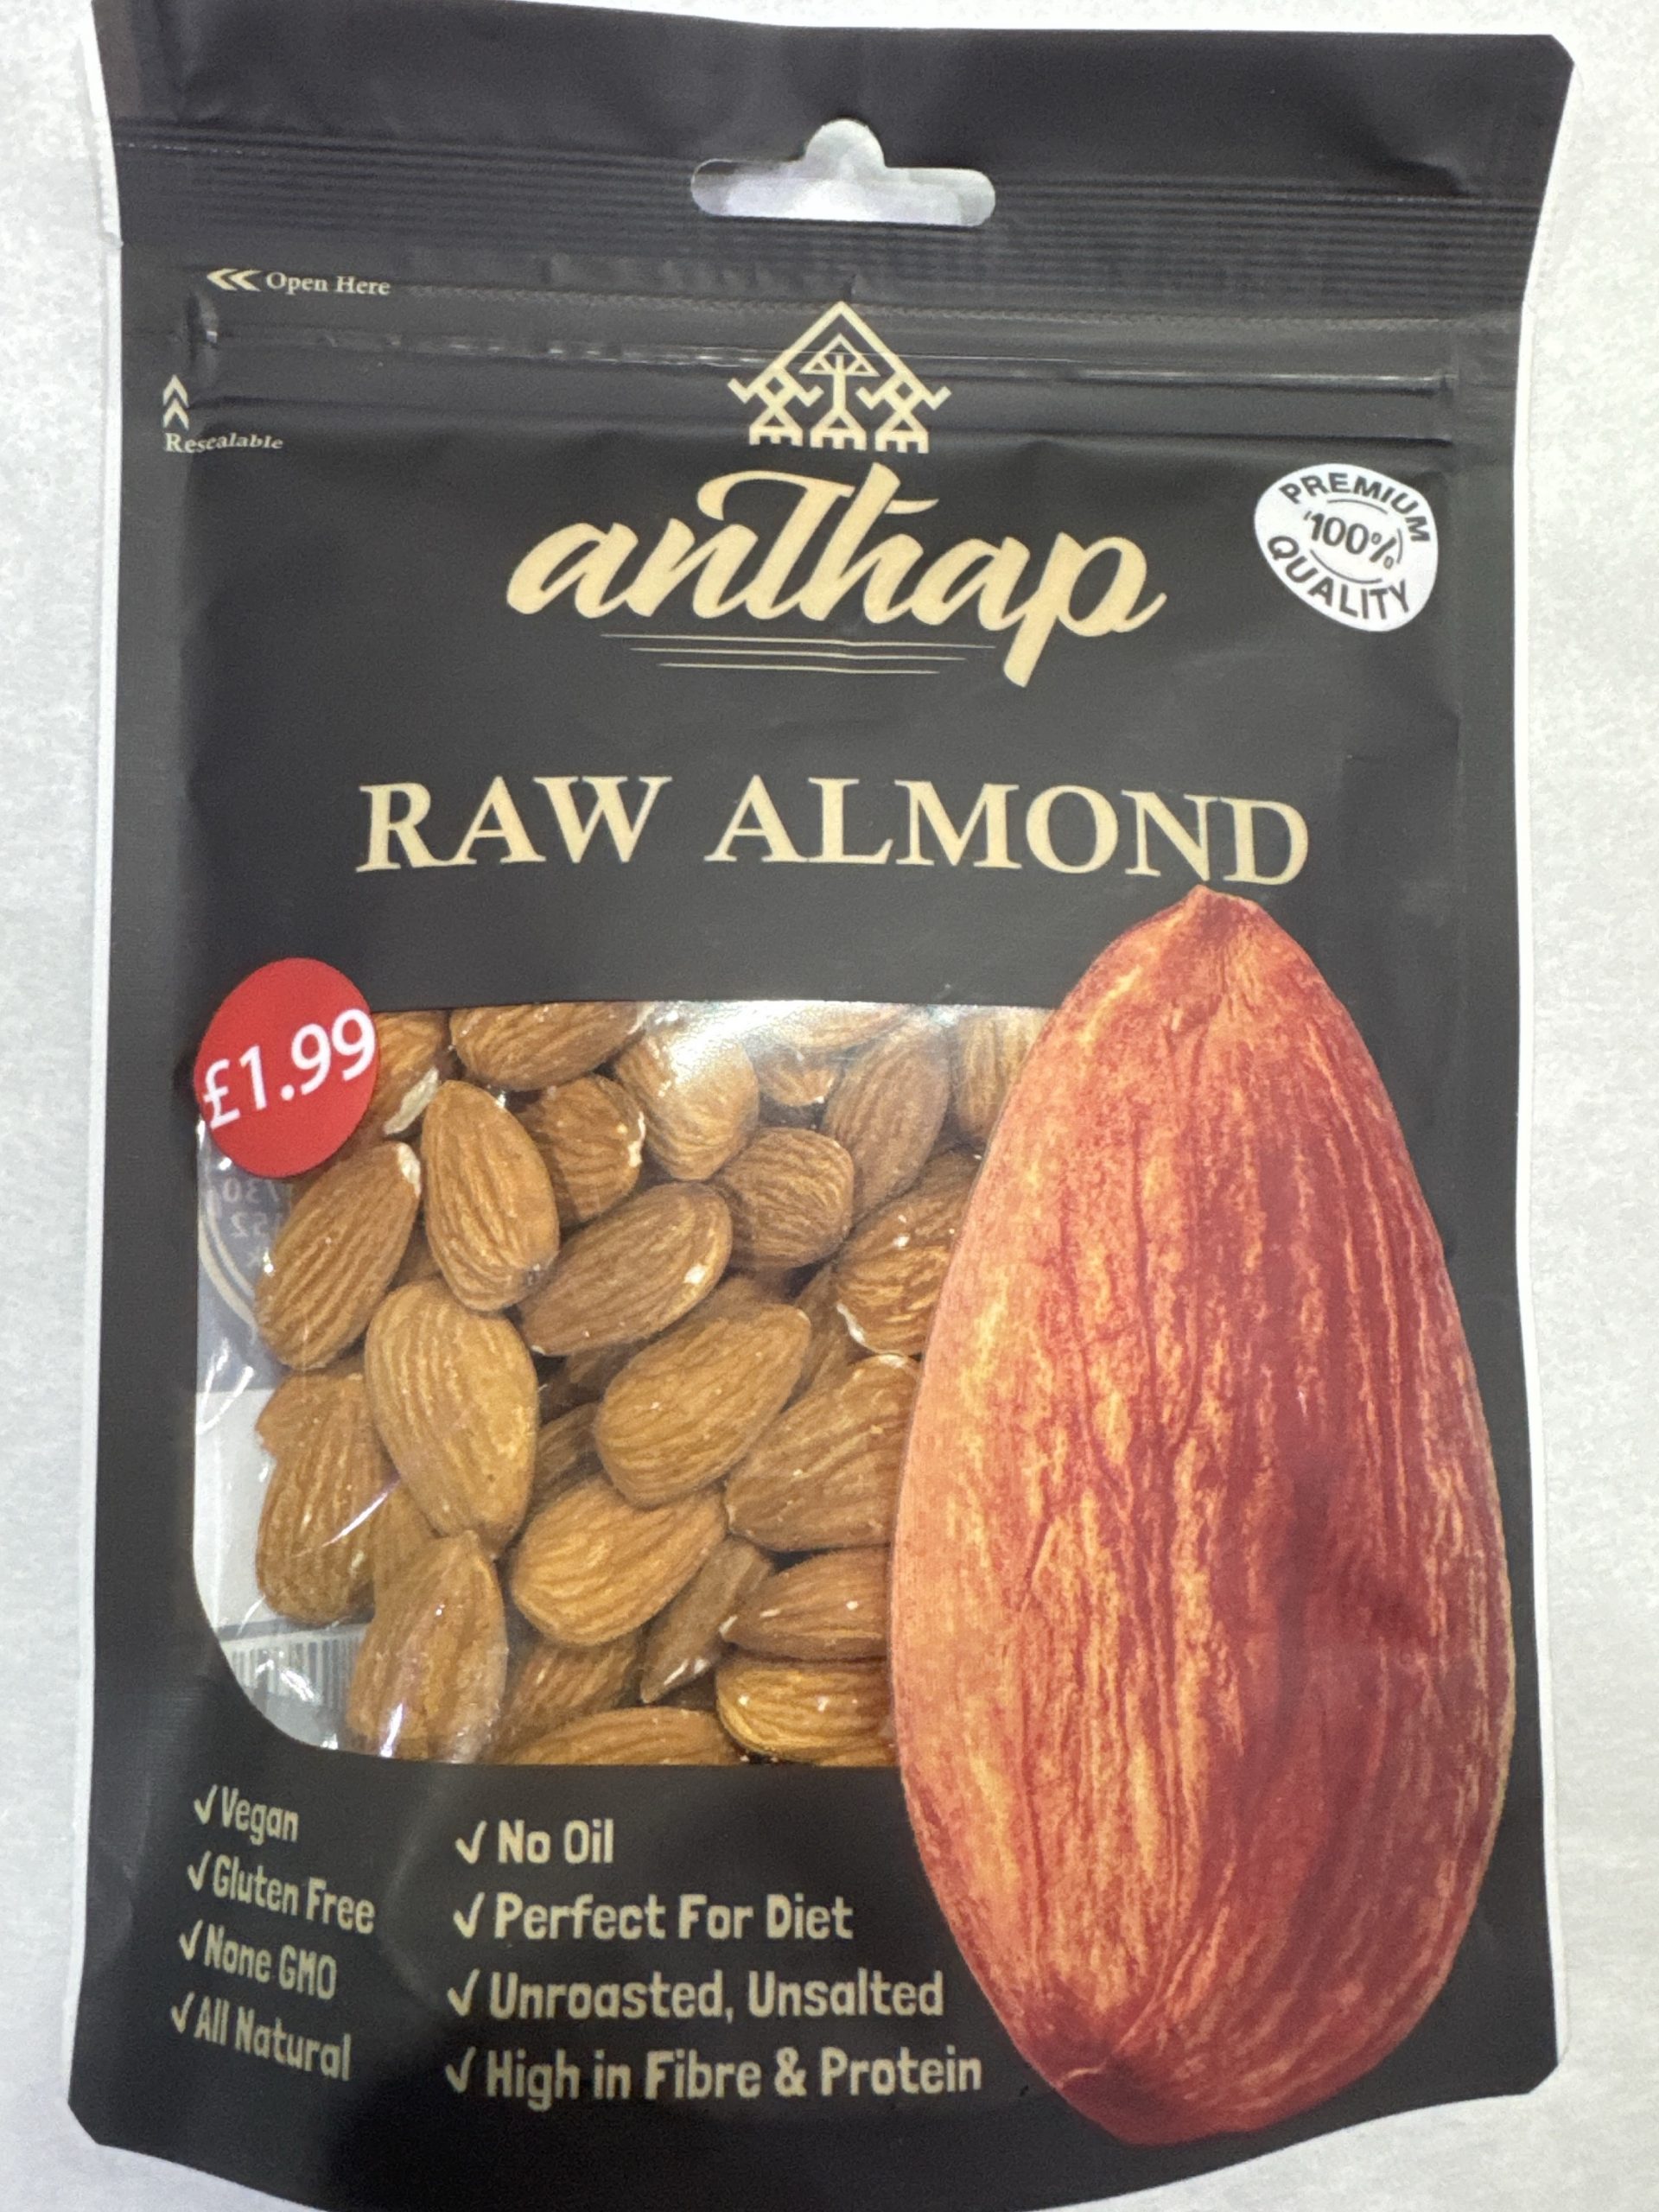 Open Here
Resealable
anthap
PREMIUM
100%
QUALITY
RAW ALMOND
£1.99
✓ Vegan
✓ Gluten Free
✓ None GMO
✓ All Natural
✓ No Oil
✓ Perfect For Diet
✓ Unroasted, Unsalted
✓ High in Fibre & Protein